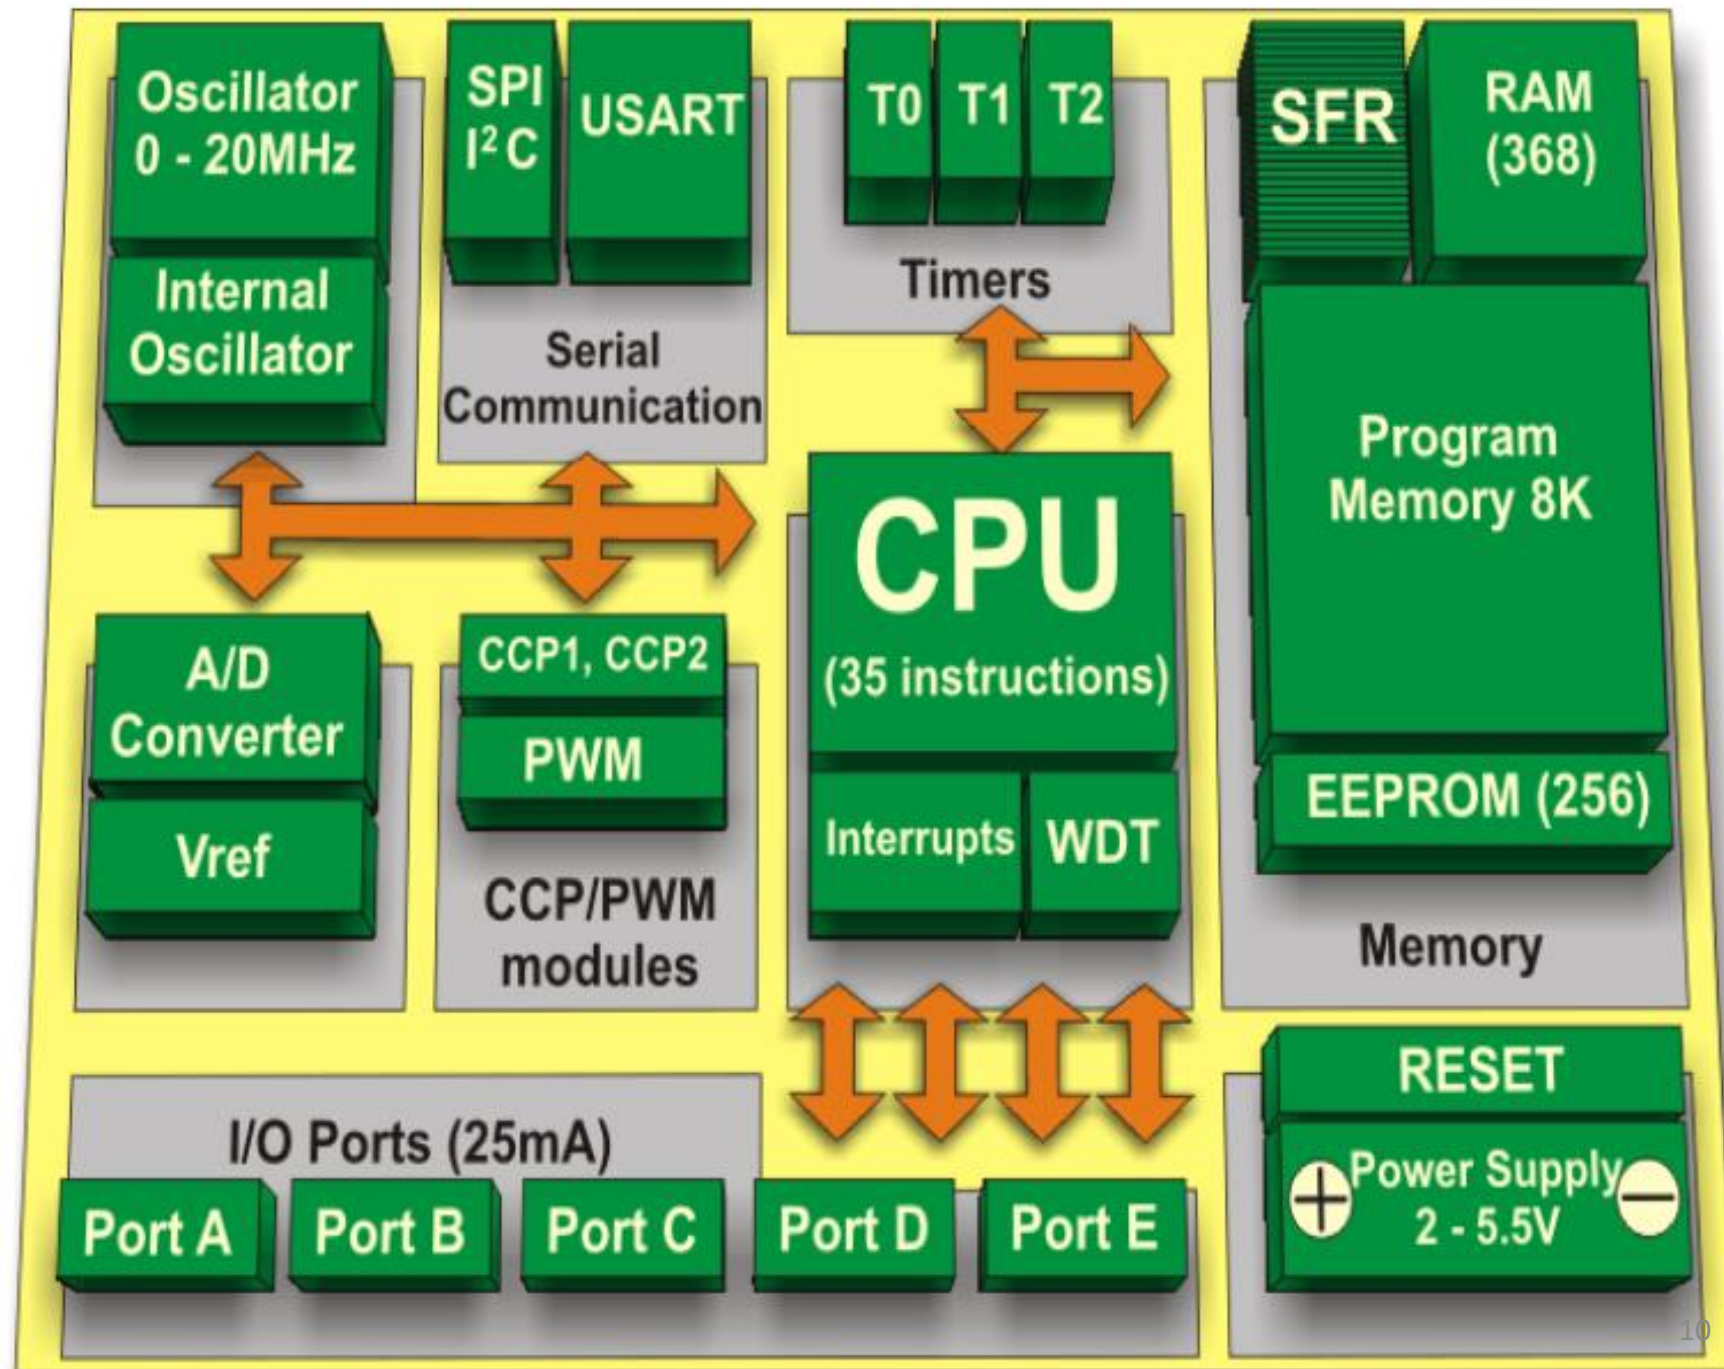 Oscillator
0 - 20MHz
Internal
Oscillator
SPI
I² C
USART
Serial
Communication
T0
T1
T2
Timers
SFR
RAM
(368)
Program
Memory 8K
EEPROM (256)
Memory
A/D
Converter
Vref
CCP1, CCP2
PWM
CCP/PWM
modules
CPU
(35 instructions)
Interrupts
WDT
I/O Ports (25mA)
Port A
Port B
Port C
Port D
Port E
RESET
+
Power Supply
2 - 5.5V
−
10